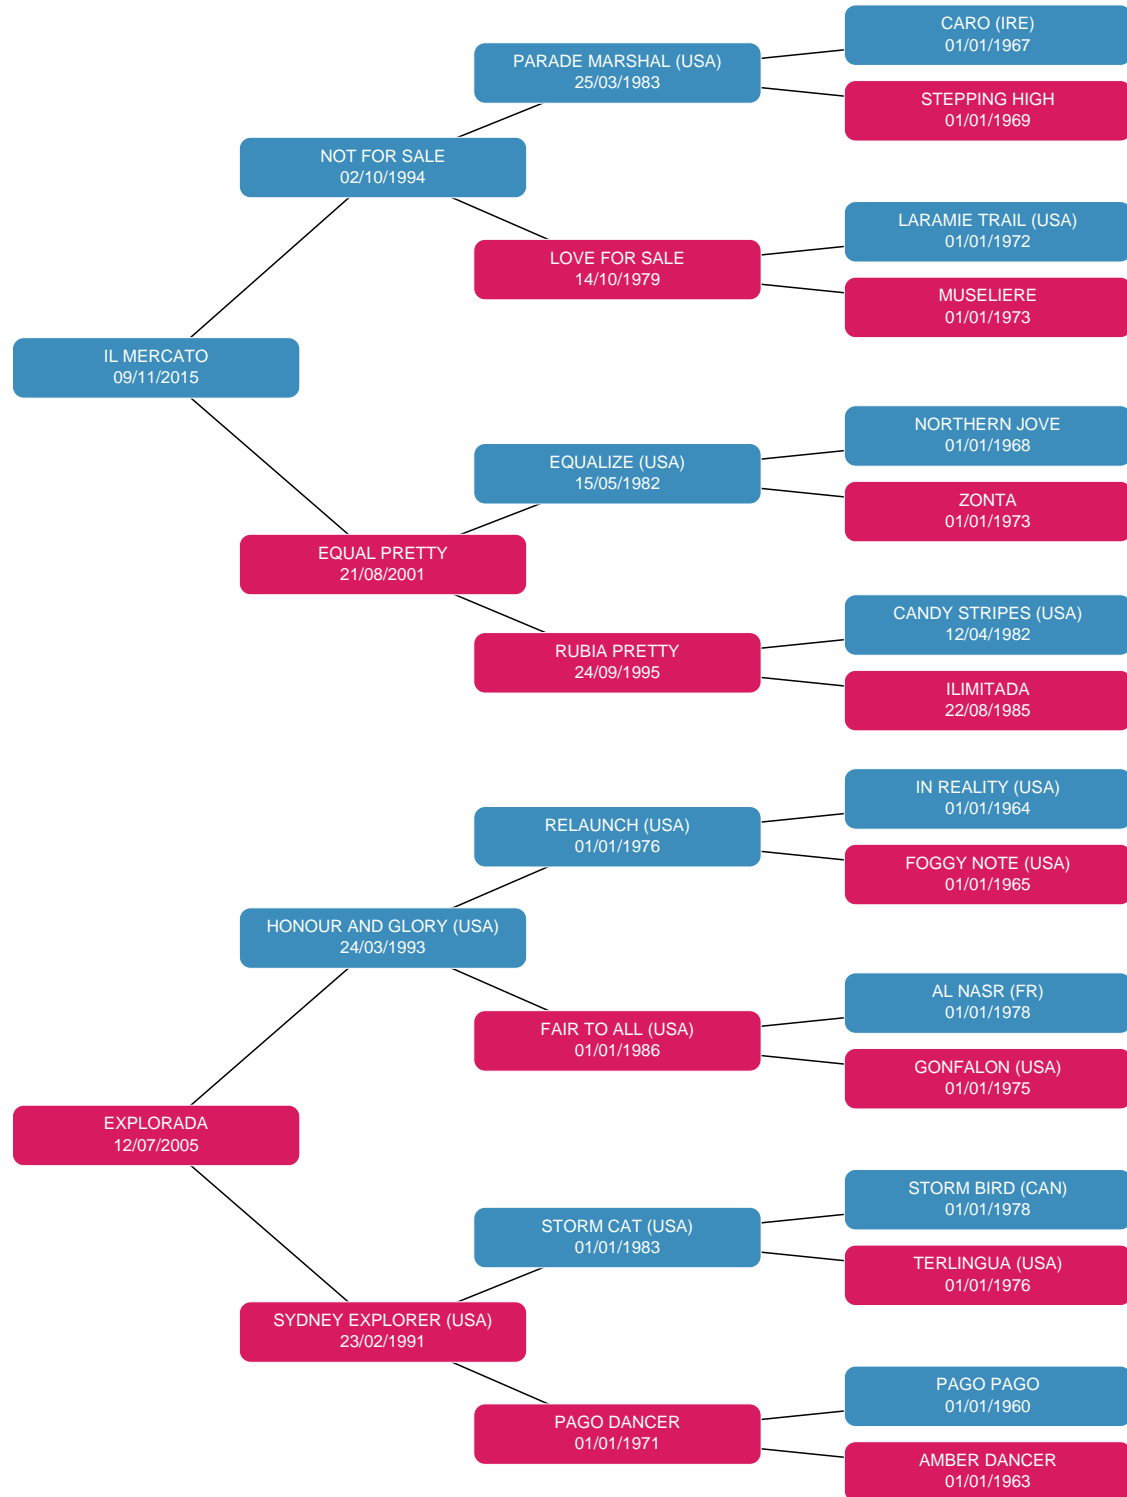 CARO (IRE)
01/01/1967
PARADE MARSHAL (USA)
25/03/1983
STEPPING HIGH
01/01/1969
NOT FOR SALE
02/10/1994
LARAMIE TRAIL (USA)
01/01/1972
LOVE FOR SALE
14/10/1979
MUSELIERE
01/01/1973
IL MERCATO
09/11/2015
NORTHERN JOVE
01/01/1968
EQUALIZE (USA)
15/05/1982
ZONTA
01/01/1973
EQUAL PRETTY
21/08/2001
CANDY STRIPES (USA)
12/04/1982
RUBIA PRETTY
24/09/1995
ILIMITADA
22/08/1985
IN REALITY (USA)
01/01/1964
RELAUNCH (USA)
01/01/1976
FOGGY NOTE (USA)
01/01/1965
HONOUR AND GLORY (USA)
24/03/1993
AL NASR (FR)
01/01/1978
FAIR TO ALL (USA)
01/01/1986
GONFALON (USA)
01/01/1975
EXPLORADA
12/07/2005
STORM BIRD (CAN)
01/01/1978
STORM CAT (USA)
01/01/1983
TERLINGUA (USA)
01/01/1976
SYDNEY EXPLORER (USA)
23/02/1991
PAGO PAGO
01/01/1960
PAGO DANCER
01/01/1971
AMBER DANCER
01/01/1963